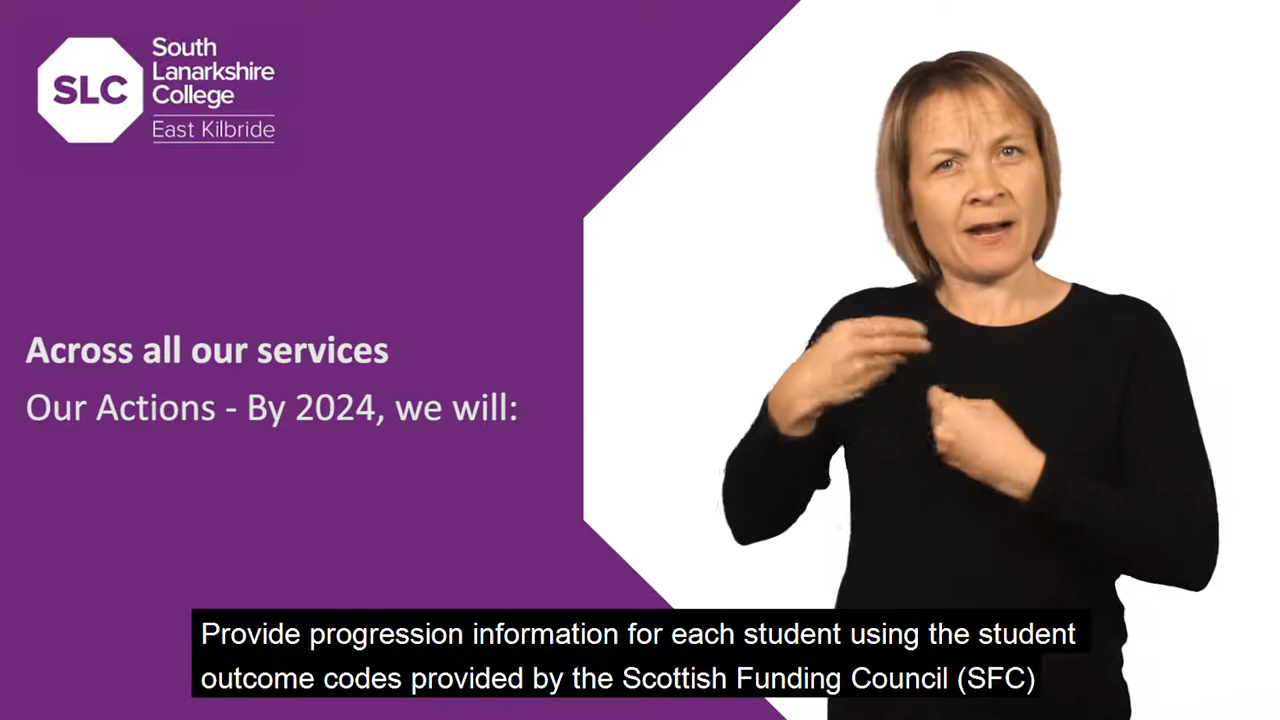 SLC
South
Lanarkshire
College
East Kilbride
Across all our services
Our Actions - By 2024, we will:
Provide progression information for each student using the student
outcome codes provided by the Scottish Funding Council (SFC)